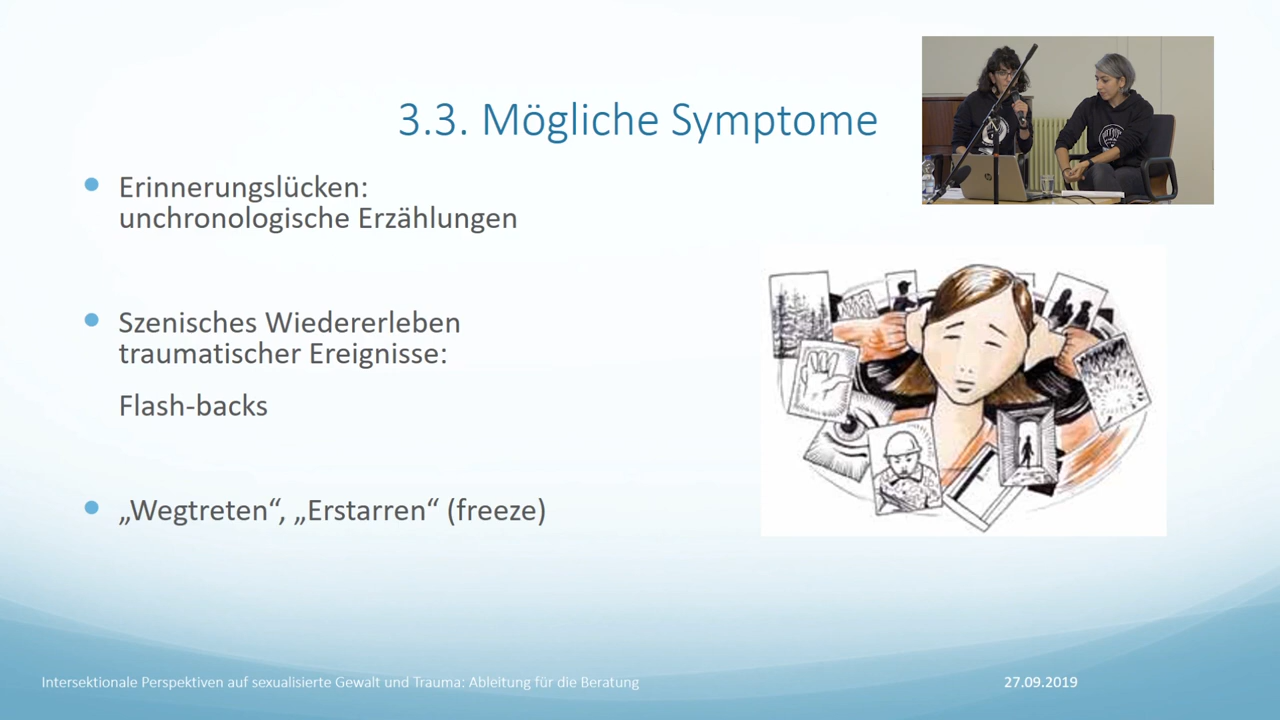 3.3. Mögliche Symptome
Erinnerungslücken:
unchronologische Erzählungen
Szenisches Wiedererleben
traumatischer Ereignisse:
Flash-backs
„Wegtreten“, „Erstarren“ (freeze)
Intersektionale Perspektiven auf sexualisierte Gewalt und Trauma: Ableitung für die Beratung
27.09.2019